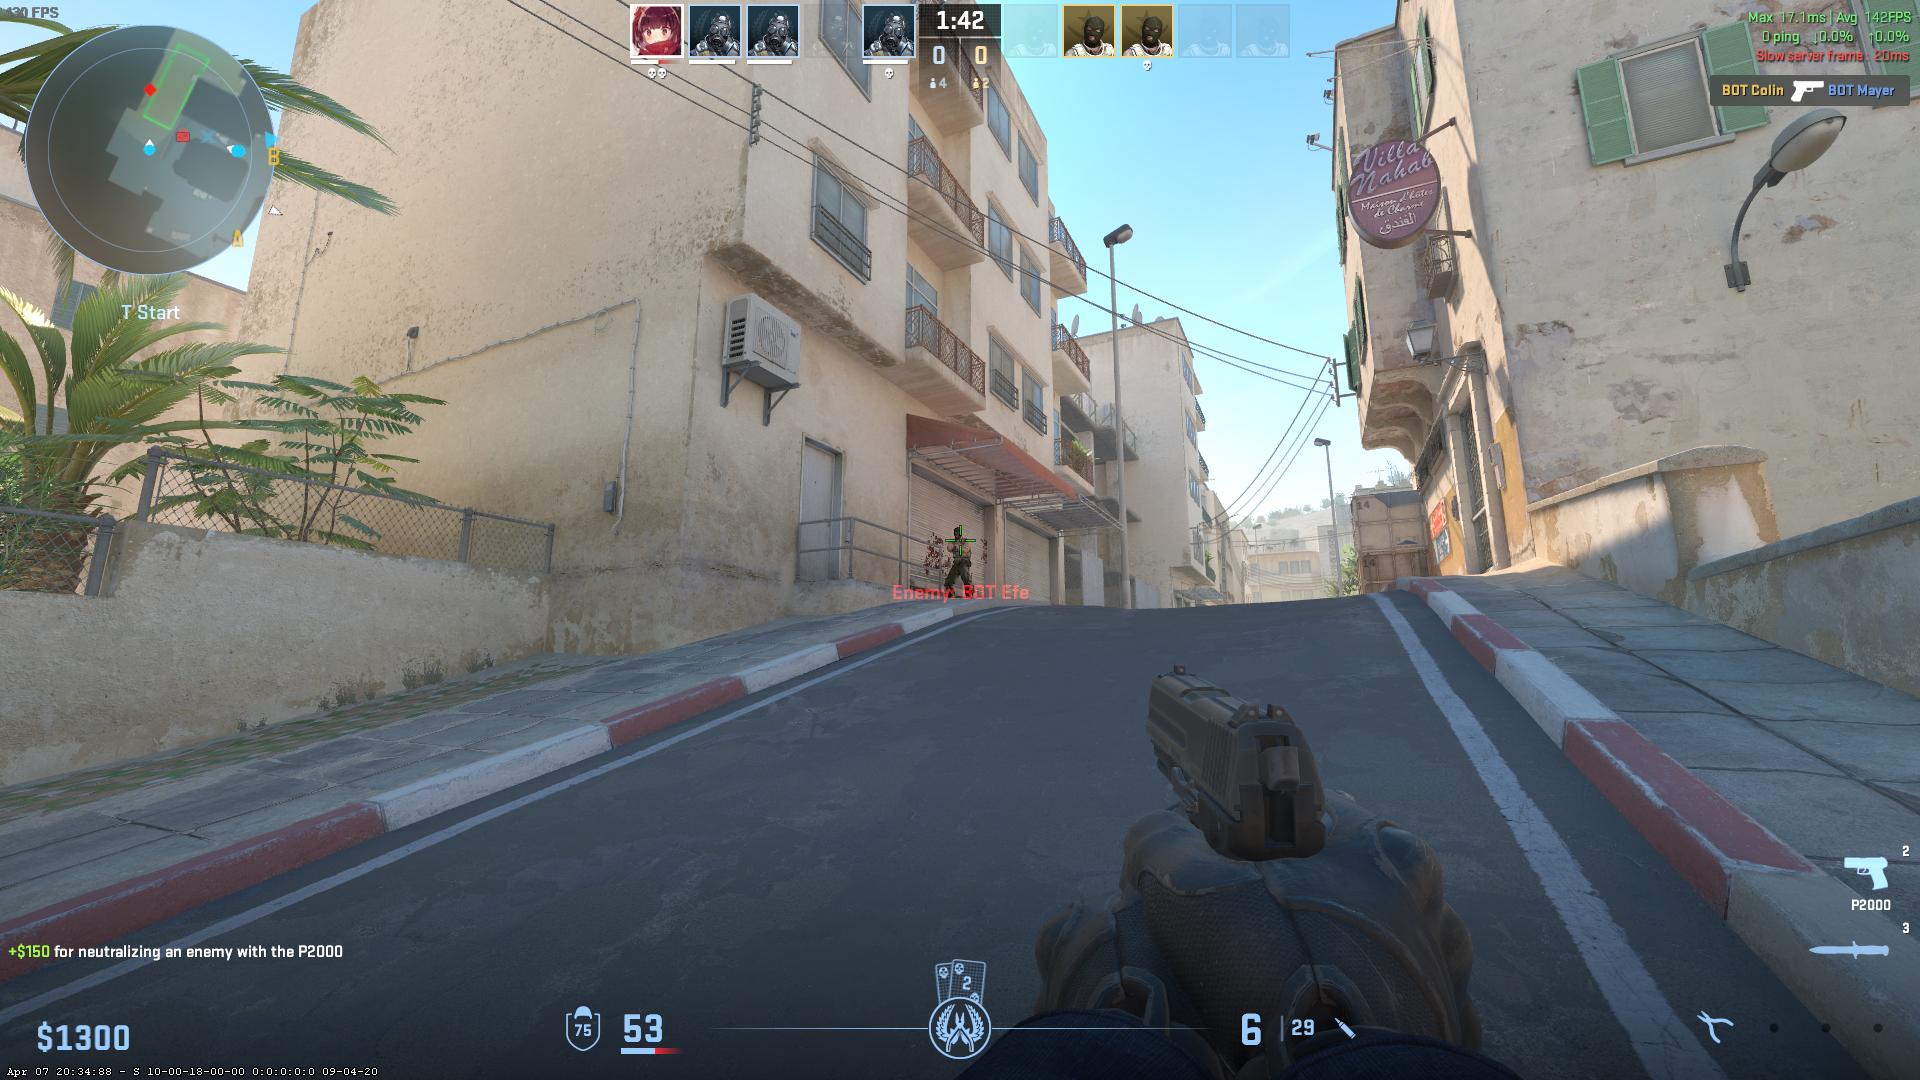 430 FPS
1:42
0 0
4 2
Max 17.1ms | Avg 142FPS
0 ping ↓0.0% ↑0.0%
Slow server frame: 20ms
BOT Colin BOT Mayer
B
A
T Start
Villa
Nahab
Maison d'hôtes
de Charme
الفندق
14
Enemy: BOT Efe
2
P2000
3
+$150 for neutralizing an enemy with the P2000
2
$1300
75 53
6 | 29
Apr 07 20:34:88 - S 10-00-18-00-00 0:0:0:0:0 09-04-20